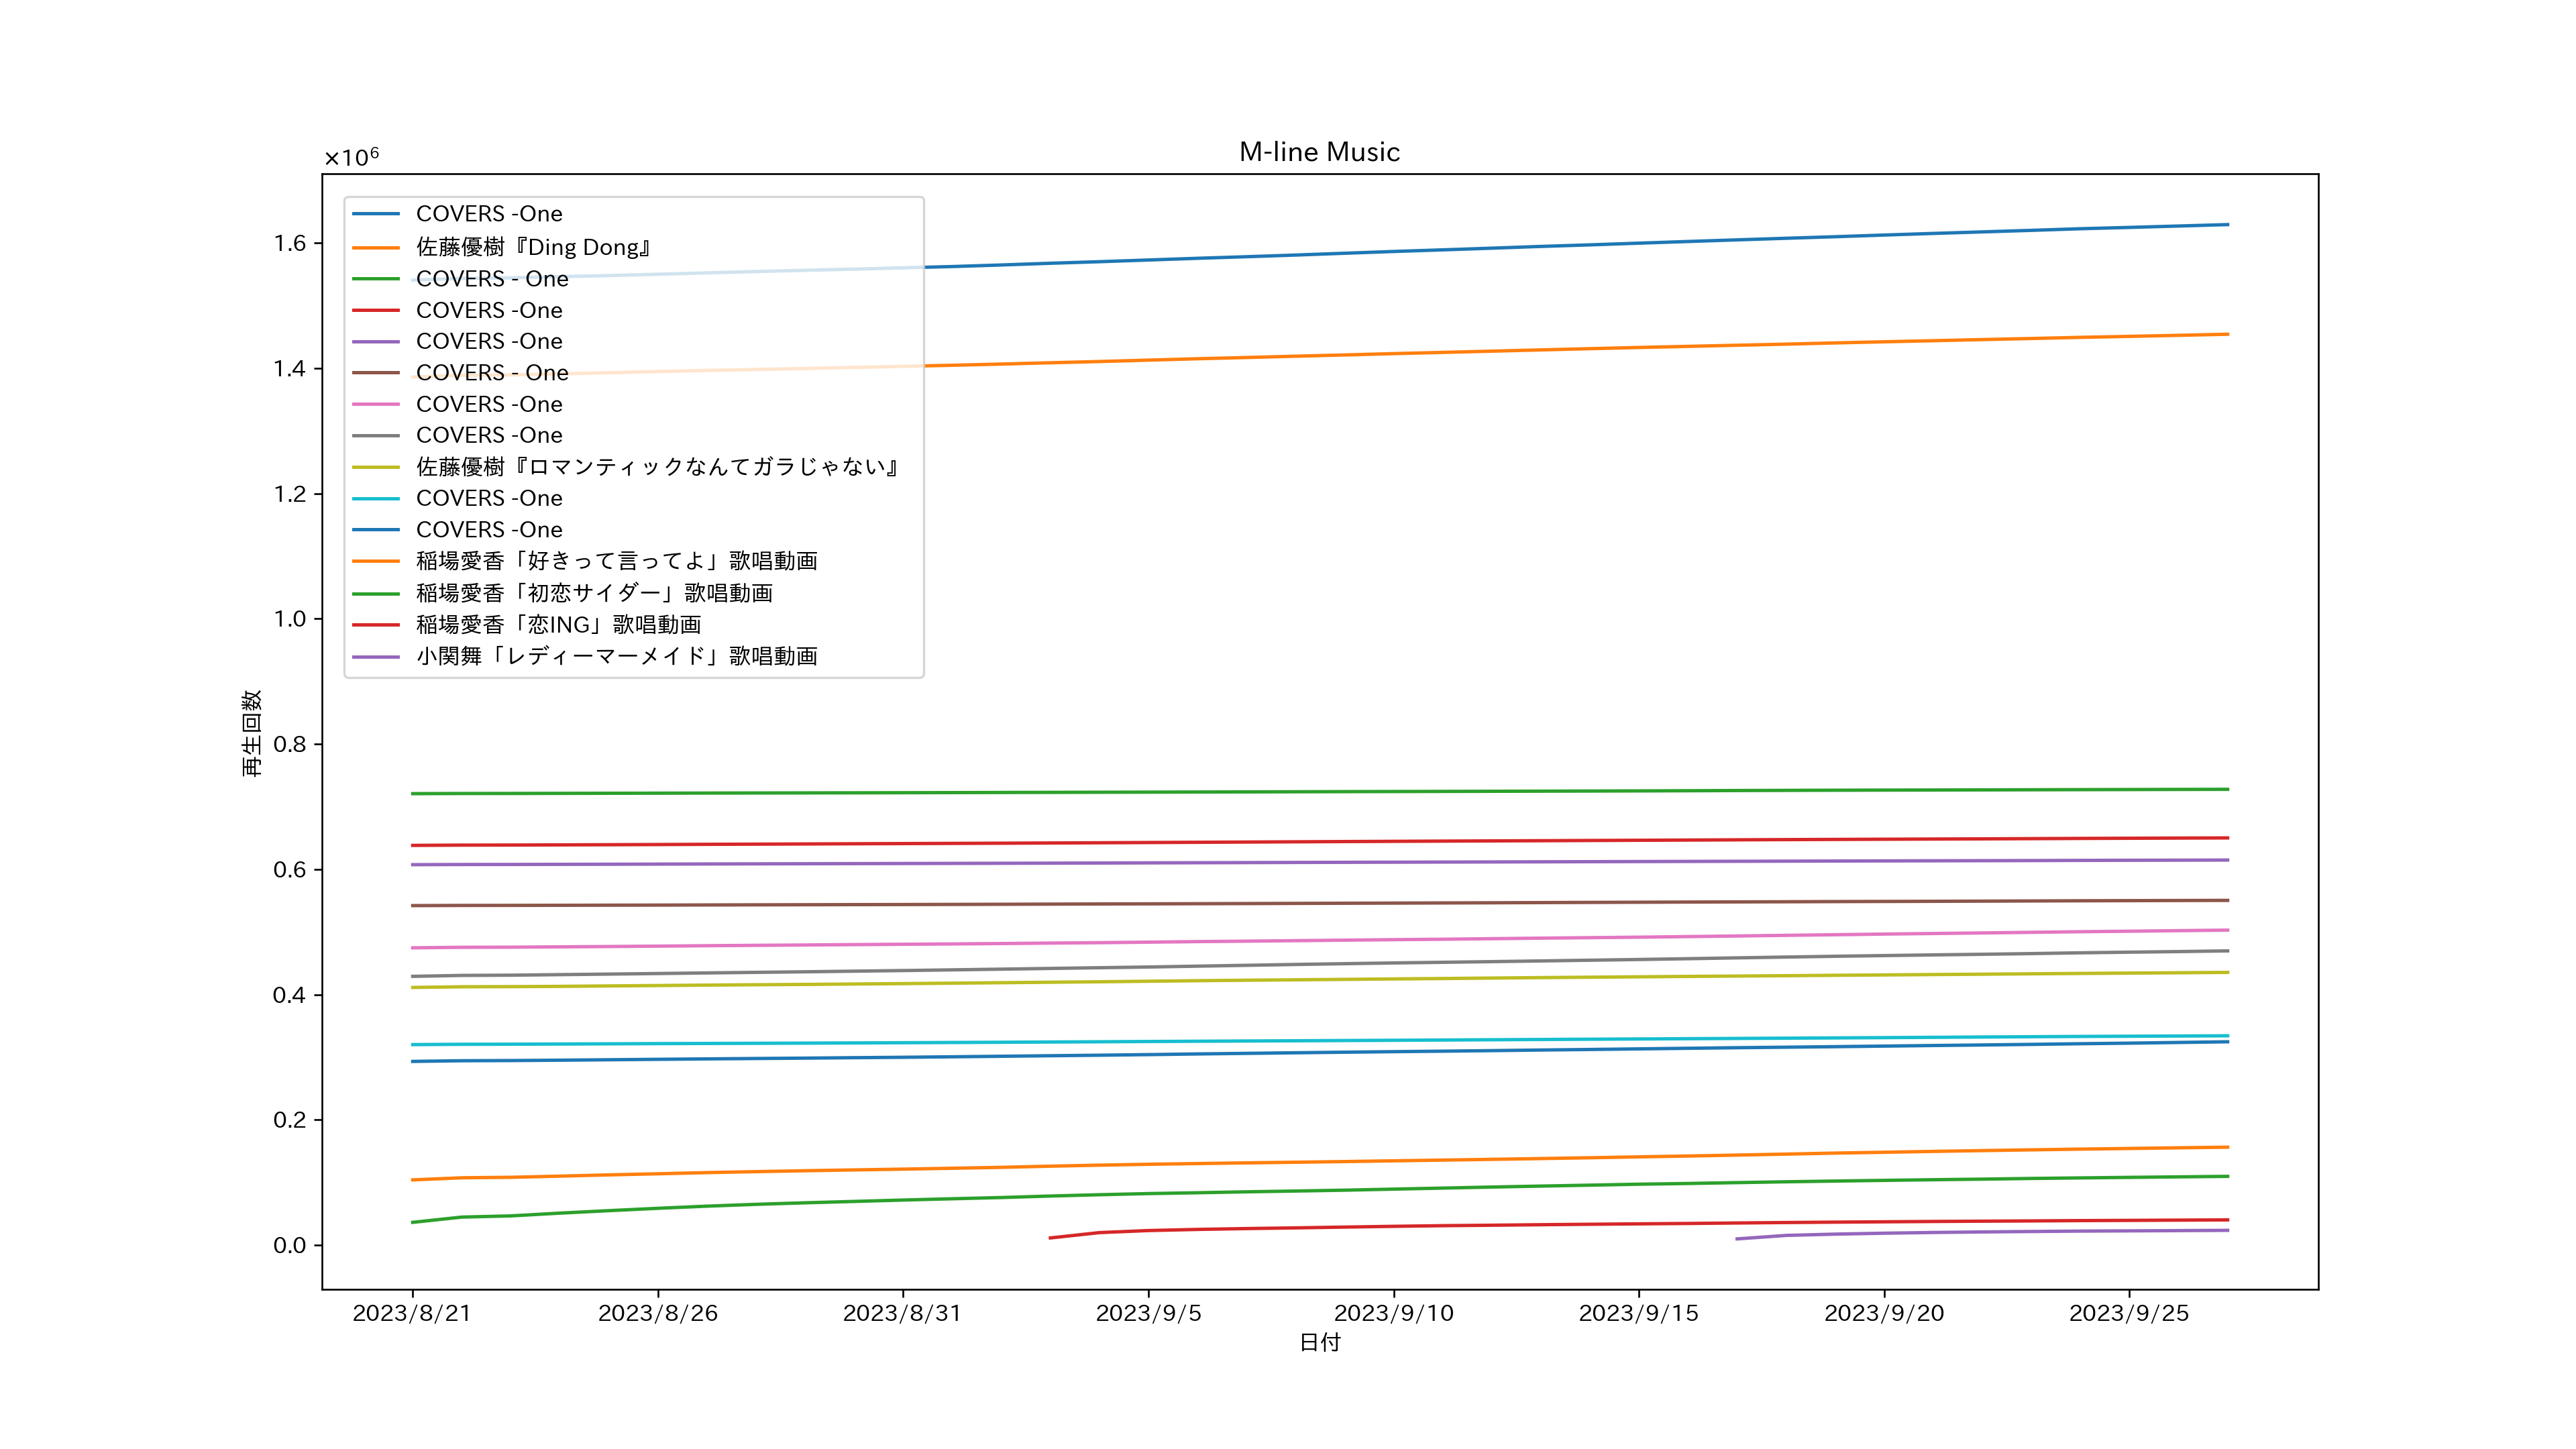 M-line Music
×10⁶
COVERS -One
佐藤優樹『Ding Dong』
COVERS - One
COVERS -One
COVERS -One
COVERS - One
COVERS -One
COVERS -One
佐藤優樹『ロマンティックなんてガラじゃない』
COVERS -One
COVERS -One
稲場愛香「好きって言ってよ」歌唱動画
稲場愛香「初恋サイダー」歌唱動画
稲場愛香「恋ING」歌唱動画
小関舞「レディーマーメイド」歌唱動画
1.6
1.4
1.2
1.0
0.8
0.6
0.4
0.2
0.0
再生回数
2023/8/21 2023/8/26 2023/8/31 2023/9/5 2023/9/10 2023/9/15 2023/9/20 2023/9/25
日付